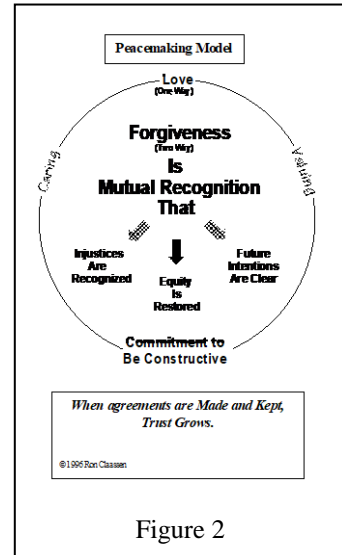 Peacemaking Model
Love
(One Way)
Caring
Valuing
Forgiveness
(Two Way)
Is
Mutual Recognition
That
Injustices
Are
Recognized
Equity
Is
Restored
Future
Intentions
Are Clear
Commitment to
Be Constructive
When agreements are Made and Kept,
Trust Grows.
©1996 Ron Claassen
Figure 2